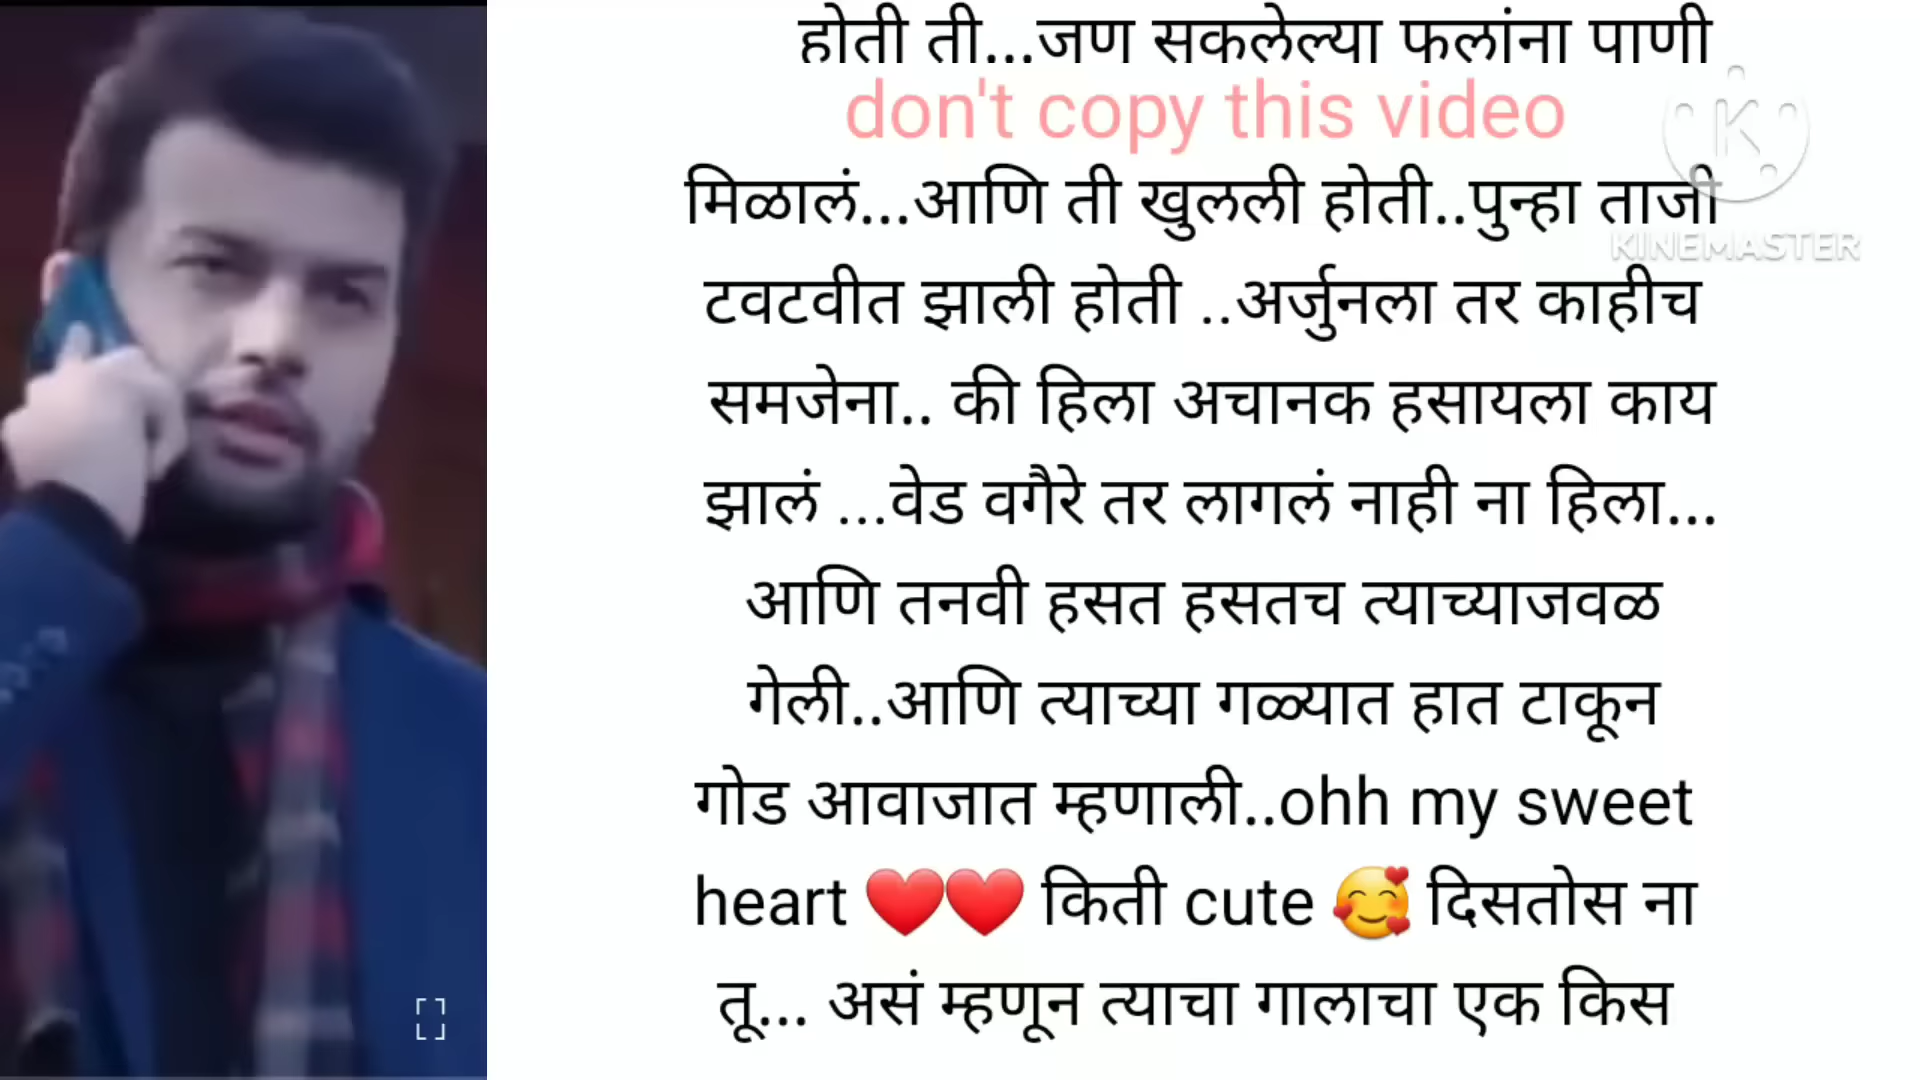 होती ती...जण सकलेल्या फलांना पाणी
don't copy this video
मिळालं...आणि ती खुलली होती..पुन्हा ताजी
KINEMASTER
टवटवीत झाली होती ..अर्जुनला तर काहीच
समजेना.. की हिला अचानक हसायला काय
झालं ...वेड वगैरे तर लागलं नाही ना हिला...
आणि तनवी हसत हसतच त्याच्याजवळ
गेली..आणि त्याच्या गळ्यात हात टाकून
गोड आवाजात म्हणाली..ohh my sweet
heart ❤️❤️ किती cute 🥰 दिसतोस ना
तू... असं म्हणून त्याचा गालाचा एक किस